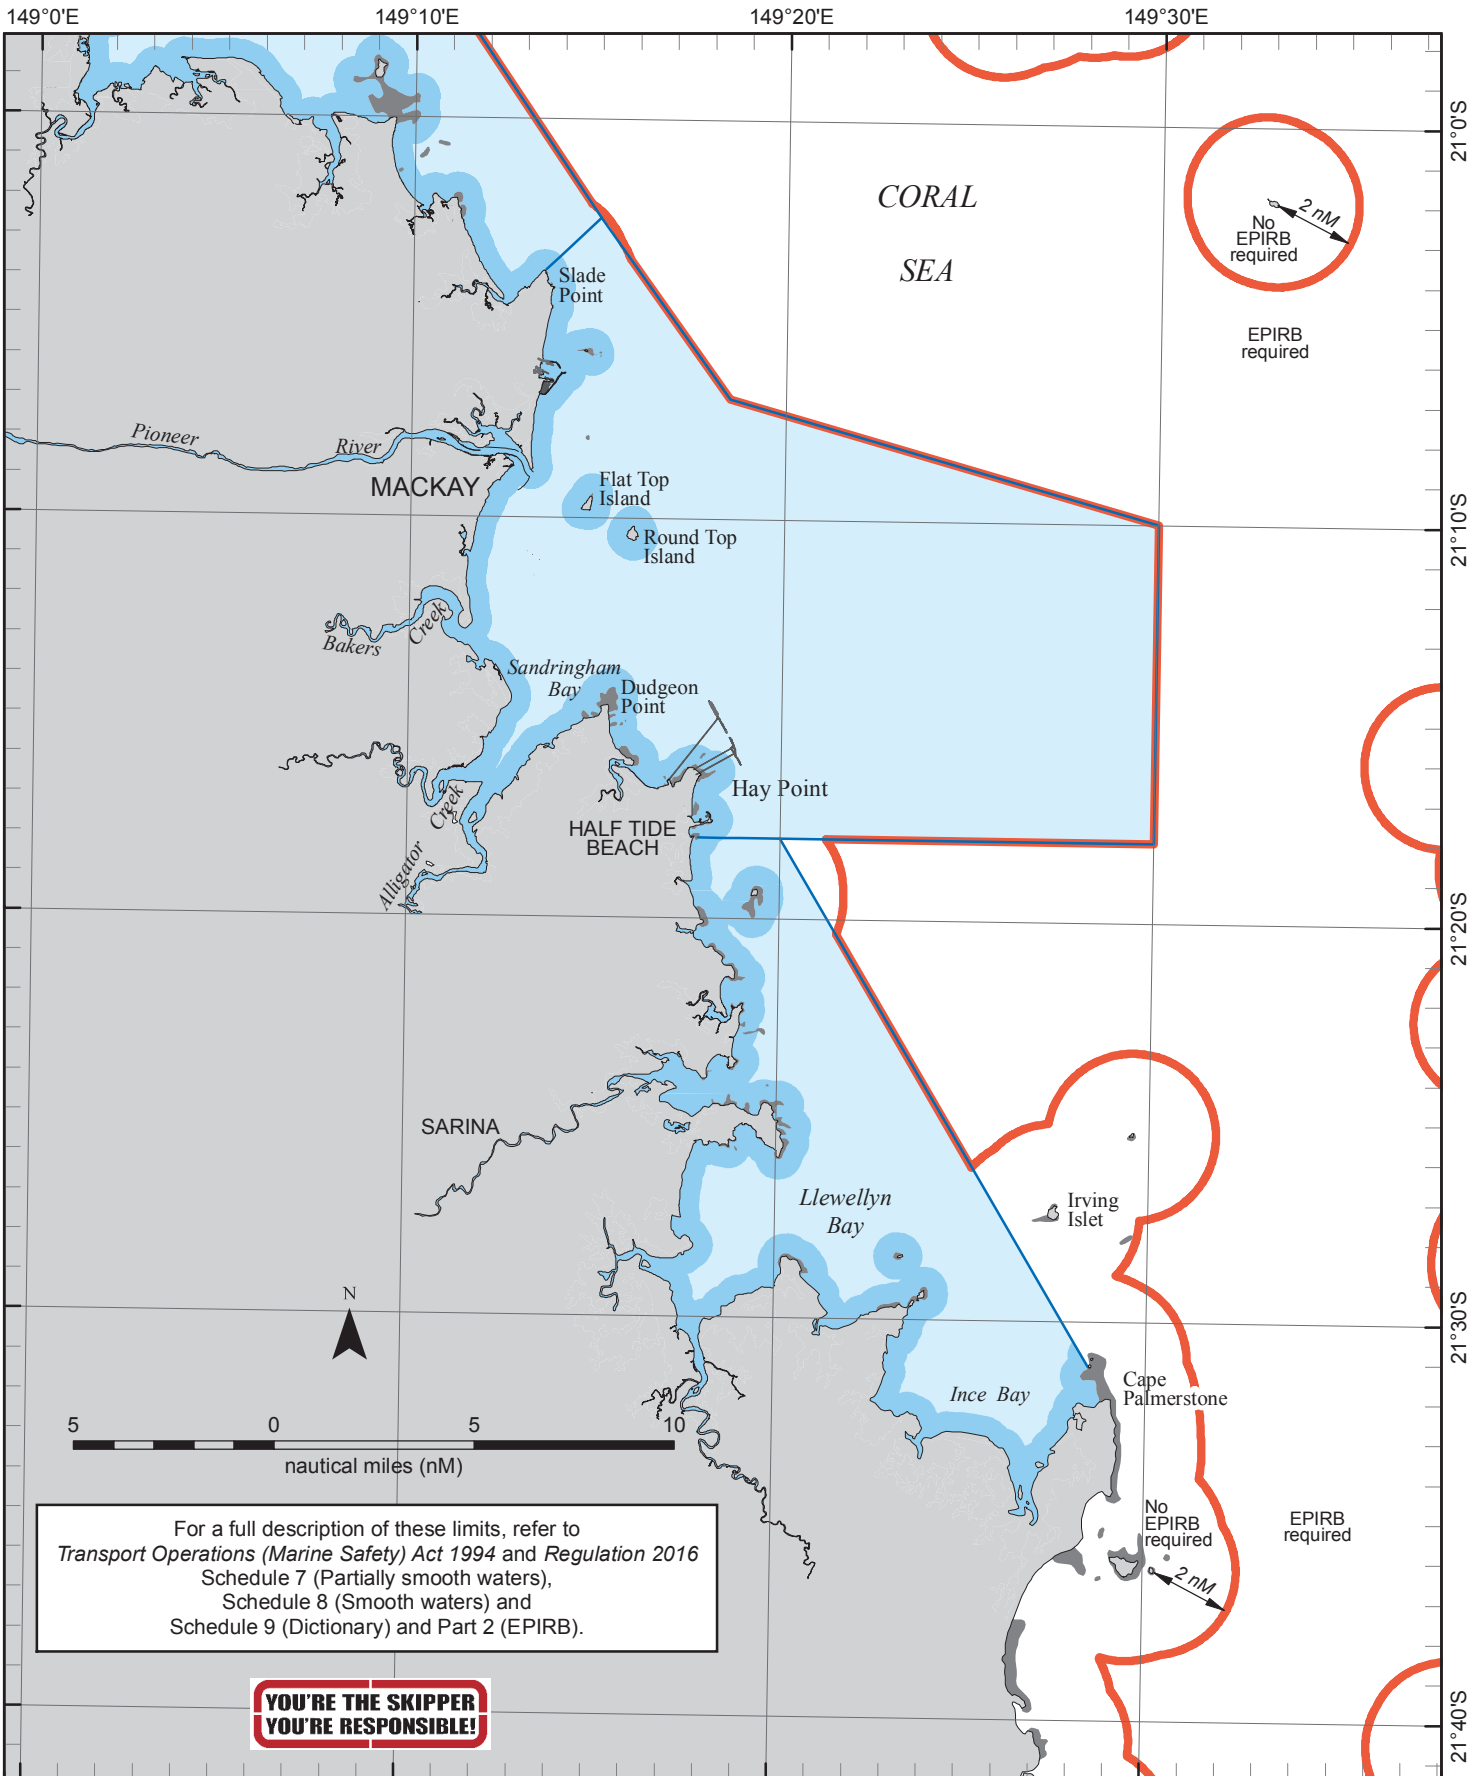 149°0'E
149°10'E
149°20'E
149°30'E
21°0'S
CORAL
SEA
2 nM
No
EPIRB
required
EPIRB
required
Slade
Point
Pioneer
River
MACKAY
Flat Top
Island
Round Top
Island
21°10'S
Bakers
Creek
Sandringham
Bay
Dudgeon
Point
Hay Point
HALF TIDE
BEACH
Alligator
Creek
21°20'S
SARINA
Llewellyn
Bay
Irving
Islet
N
21°30'S
Ince Bay
Cape
Palmerstone
5
0
5
10
nautical miles (nM)
No
EPIRB
required
EPIRB
required
2 nM
For a full description of these limits, refer to
Transport Operations (Marine Safety) Act 1994 and Regulation 2016
Schedule 7 (Partially smooth waters),
Schedule 8 (Smooth waters) and
Schedule 9 (Dictionary) and Part 2 (EPIRB).
YOU'RE THE SKIPPER
YOU'RE RESPONSIBLE!
21°40'S